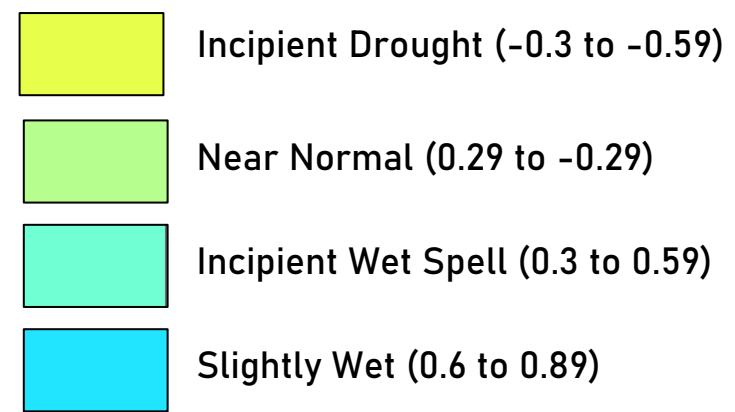 Incipient Drought (-0.3 to -0.59)
Near Normal (0.29 to -0.29)
Incipient Wet Spell (0.3 to 0.59)
Slightly Wet (0.6 to 0.89)